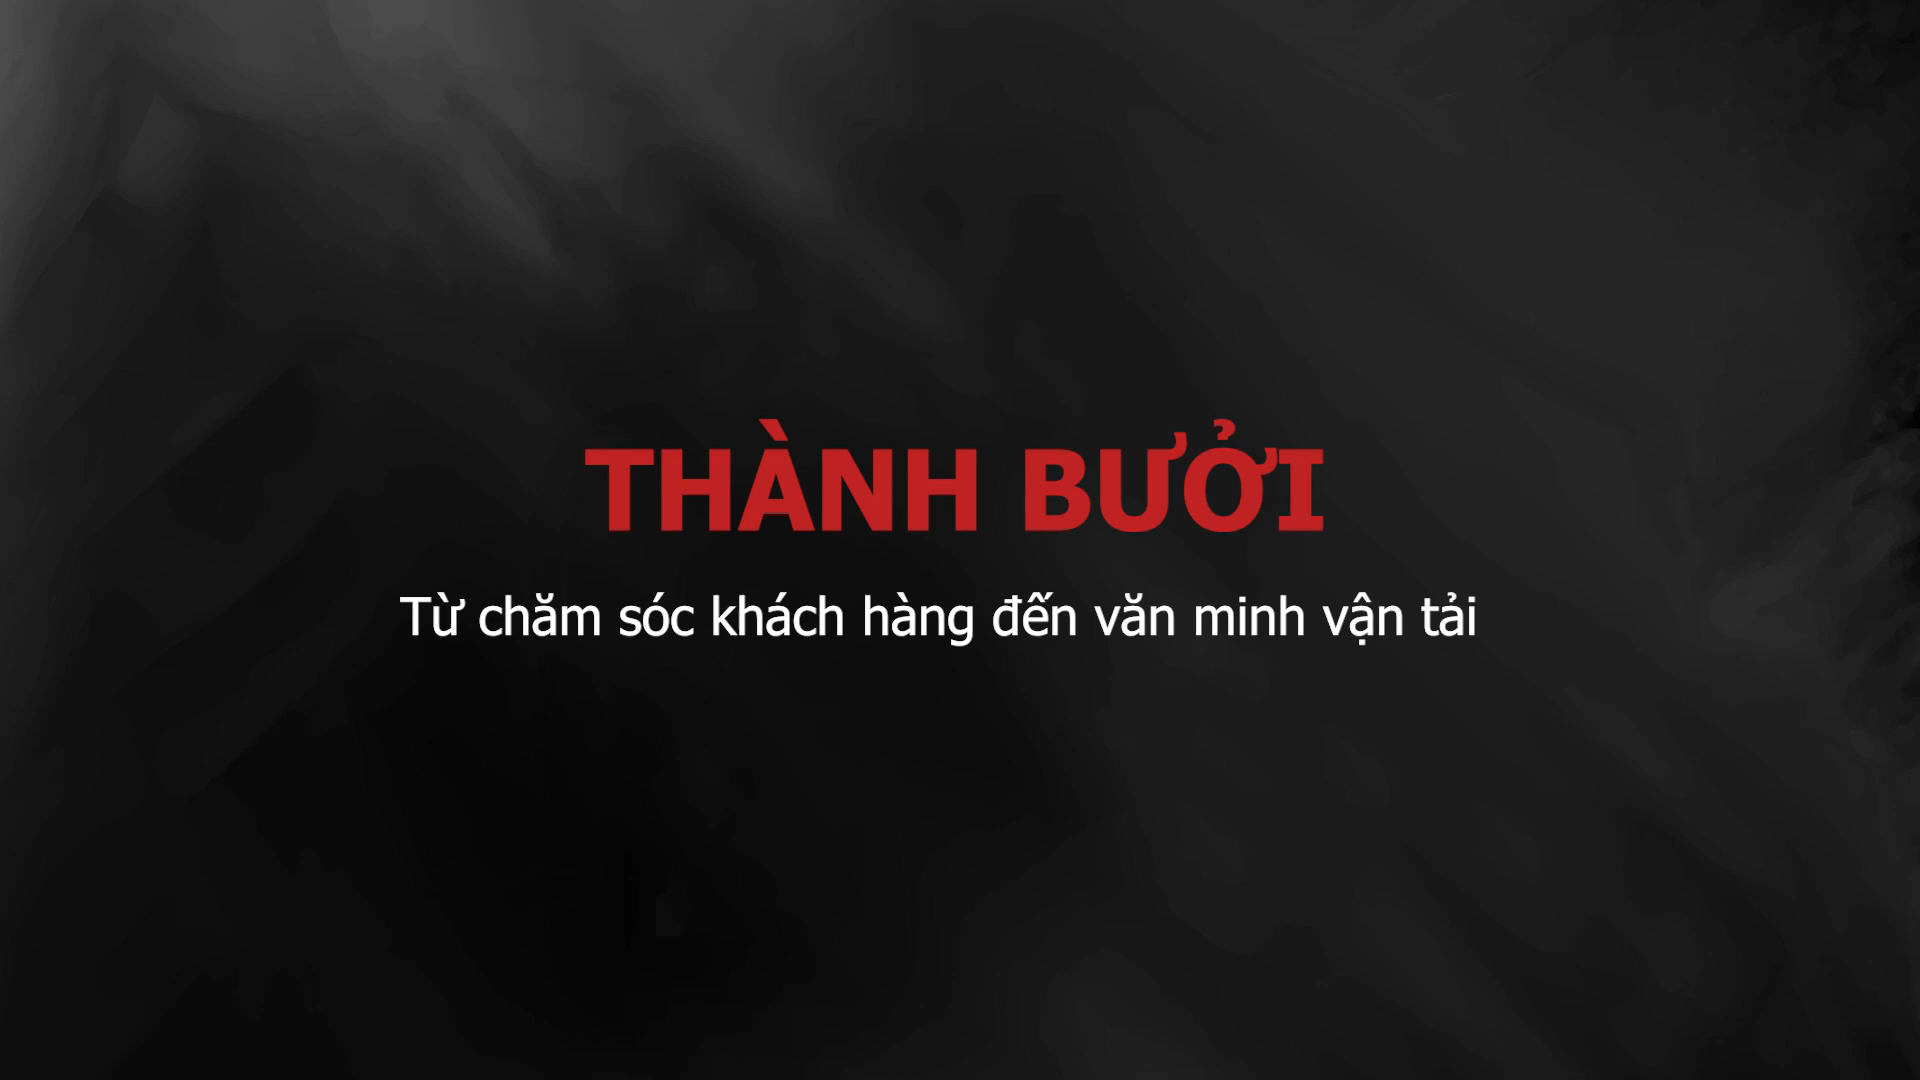 THÀNH BƯỞI
Từ chăm sóc khách hàng đến văn minh vận tải